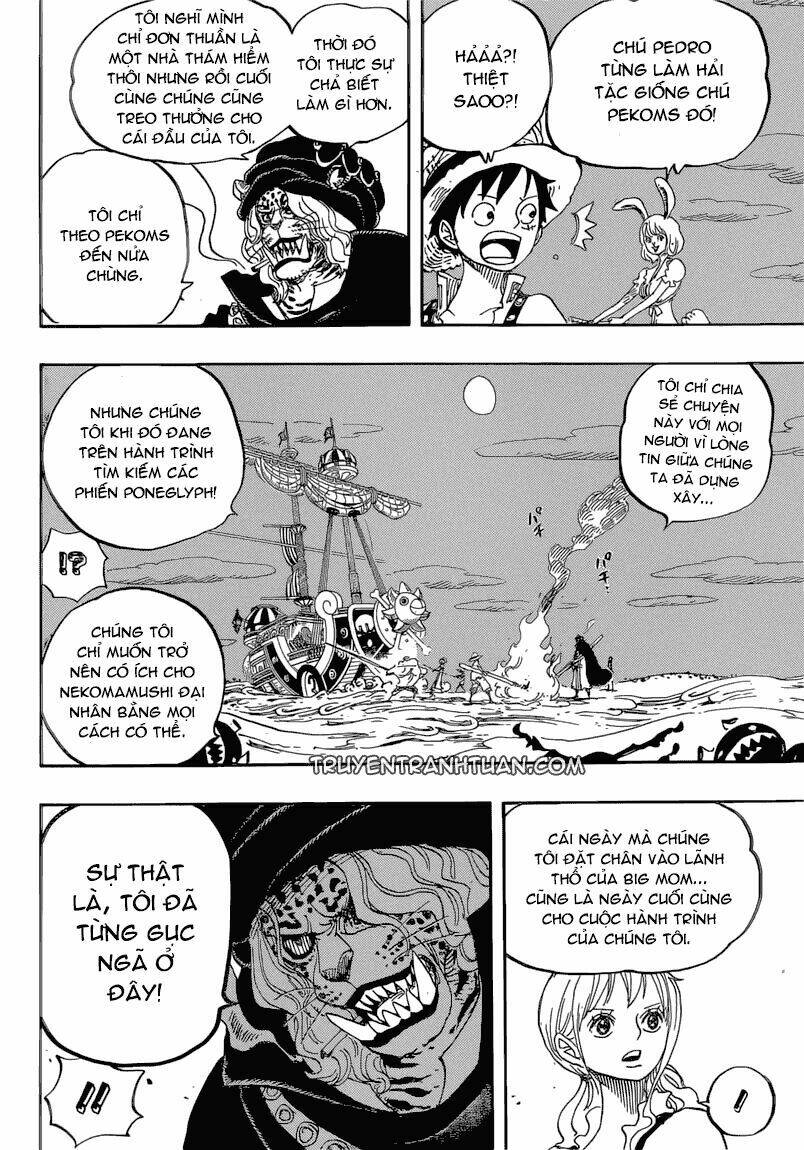 CHÚ PEDRO
TỪNG LÀM HẢI
TẶC GIỐNG CHÚ
PEKOMS ĐÓ!
HẢẢẢ?!
THIỆT
SAOO?!
THỜI ĐÓ
TÔI THỰC SỰ
CHẢ BIẾT
LÀM GÌ HƠN.
TÔI NGHĨ MÌNH
CHỈ ĐƠN THUẦN LÀ
MỘT NHÀ THÁM HIỂM
THÔI NHƯNG RỒI CUỐI
CÙNG CHÚNG CŨNG
TREO THƯỞNG CHO
CÁI ĐẦU CỦA TÔI.
TÔI CHỈ
THEO PEKOMS
ĐẾN NỬA
CHỪNG.
TÔI CHỈ CHIA
SẺ CHUYỆN
NÀY VỚI MỌI
NGƯỜI VÌ LÒNG
TIN GIỮA CHÚNG
TA ĐÃ DỰNG
XÂY...
パチ
パチ
NHƯNG CHÚNG
TÔI KHI ĐÓ ĐANG
TRÊN HÀNH TRÌNH
TÌM KIẾM CÁC
PHIẾN PONEGLYPH!
!?
CHÚNG TÔI
CHỈ MUỐN TRỞ
NÊN CÓ ÍCH CHO
NEKOMAMUSHI ĐẠI
NHÂN BẰNG MỌI
CÁCH CÓ THỂ.
TRUYENTRANHTUAN.COM
CÁI NGÀY MÀ CHÚNG
TÔI ĐẶT CHÂN VÀO LÃNH
THỔ CỦA BIG MOM...
CŨNG LÀ NGÀY CUỐI CÙNG
CHO CUỘC HÀNH TRÌNH
CỦA CHÚNG TÔI.
!
SỰ THẬT
LÀ, TÔI ĐÃ
TỪNG GỤC
NGÃ Ở
ĐÂY!
!!